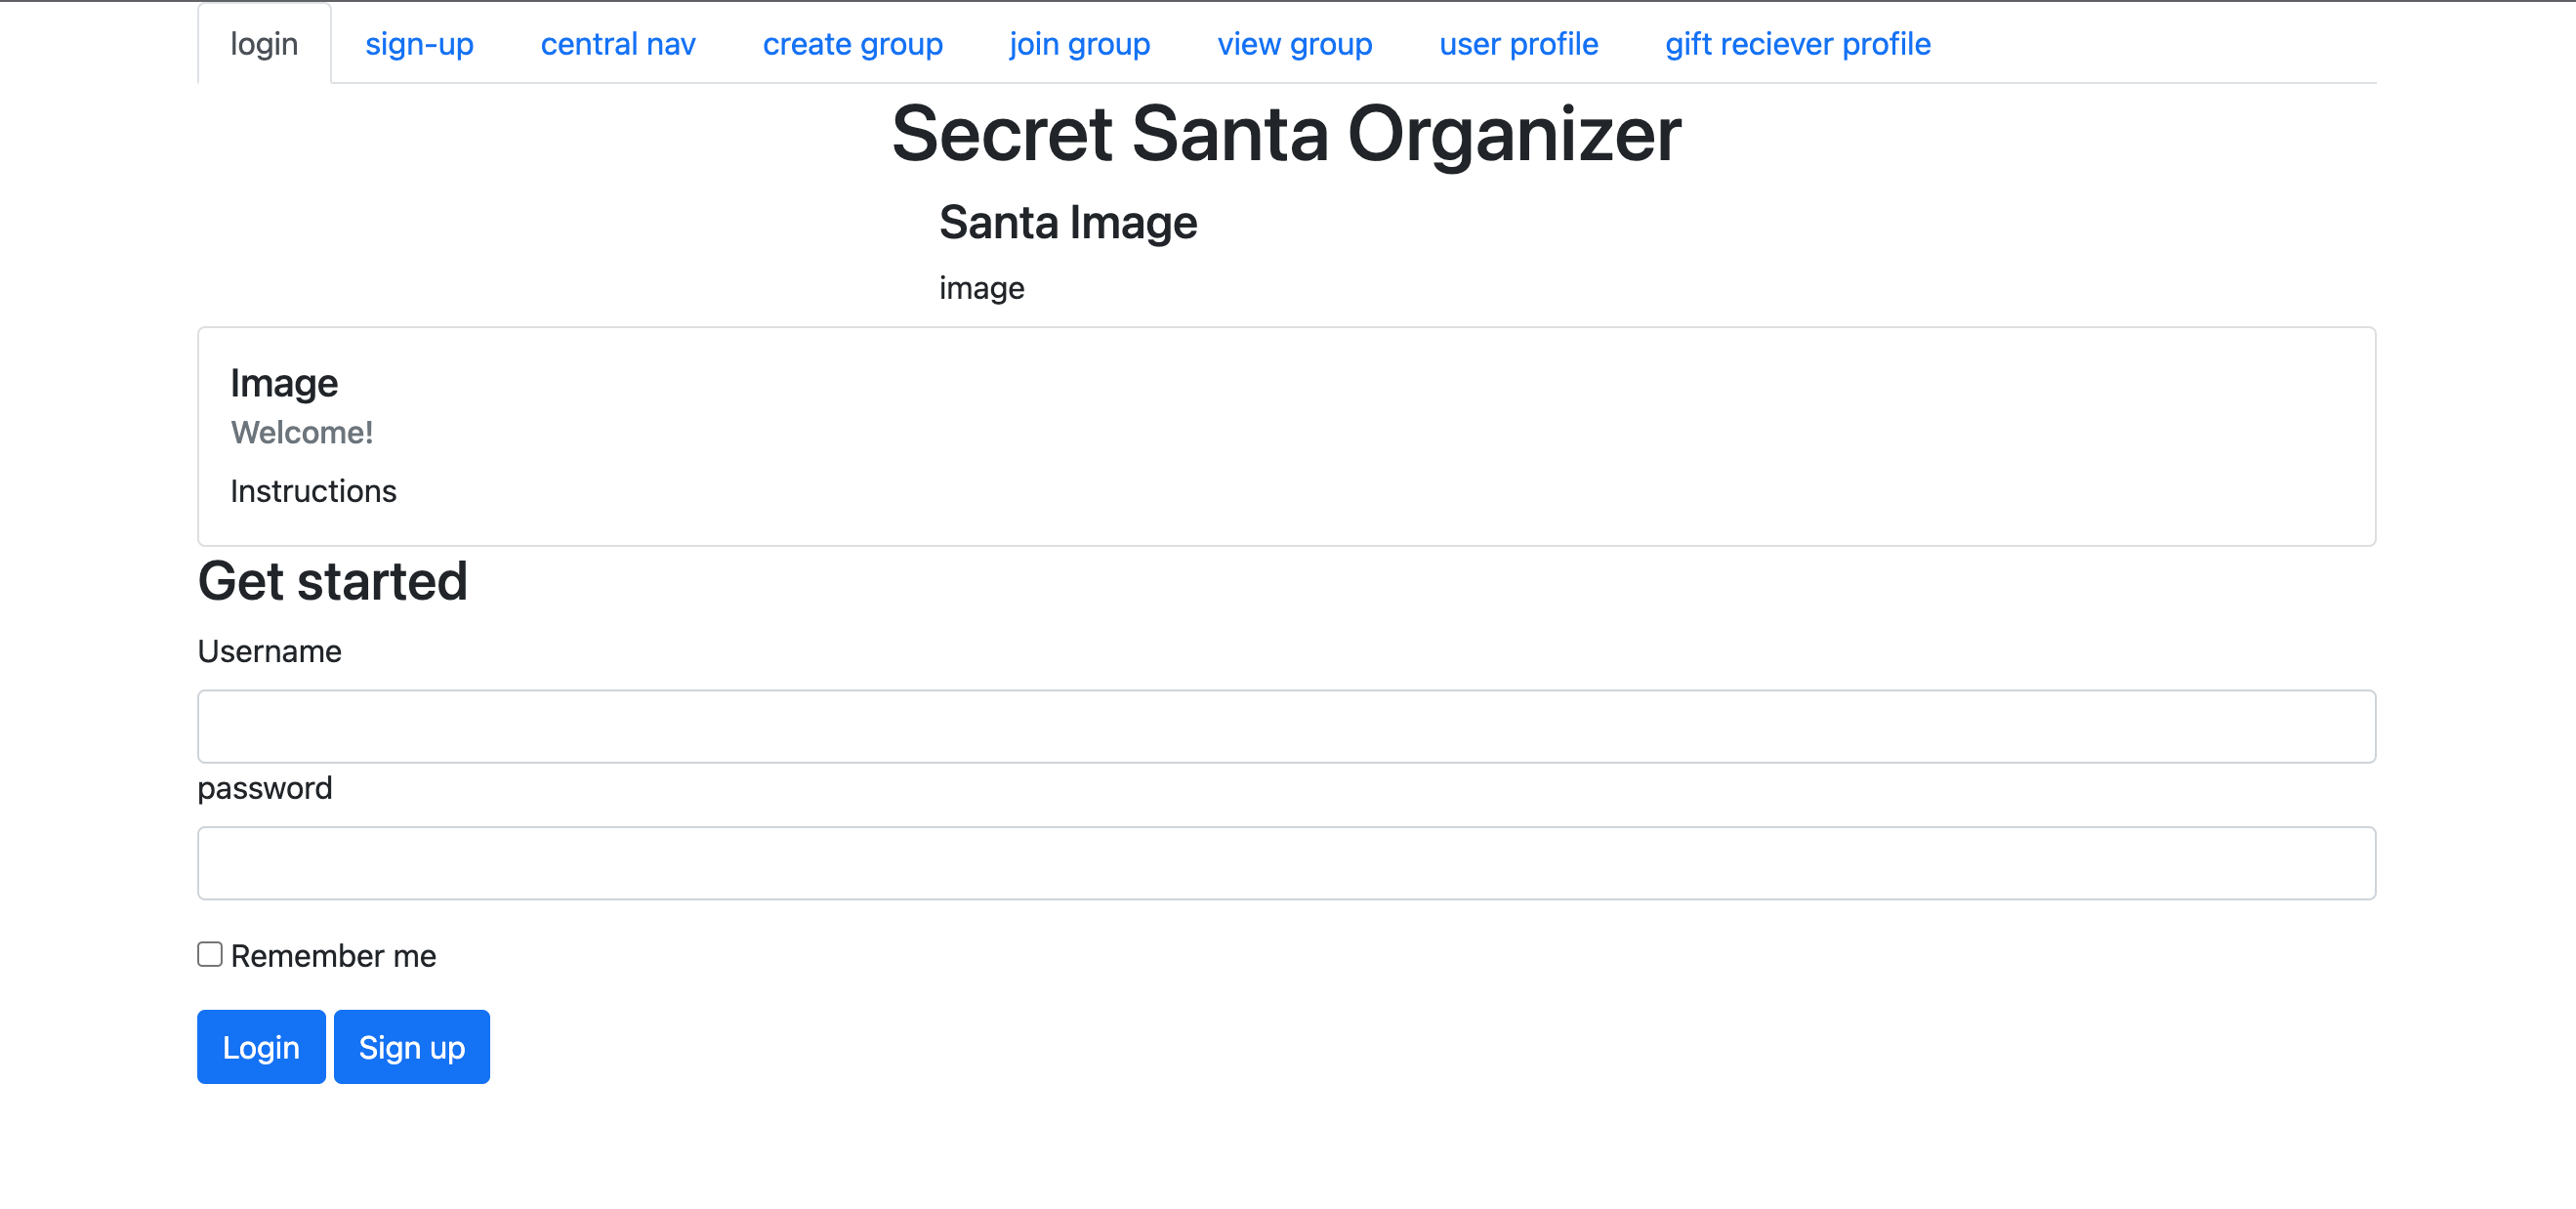 login sign-up central nav create group join group view group user profile gift reciever profile
Secret Santa Organizer
Santa Image
image
Image
Welcome!
Instructions
Get started
Username
password
Remember me
Login Sign up